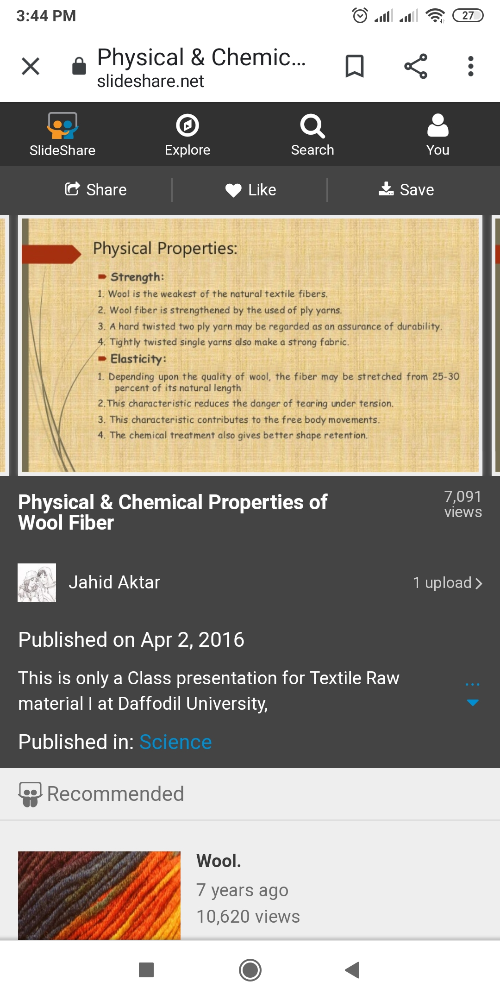 3:44 PM
27
Physical & Chemic...
slideshare.net
SlideShare
Explore
Search
You
Share
Like
Save
Physical Properties:
Strength:
1. Wool is the weakest of the natural textile fibers.
2. Wool fiber is strengthened by the used of ply yarns.
3. A hard twisted two ply yarn may be regarded as an assurance of durability.
4. Tightly twisted single yarns also make a strong fabric.
Elasticity:
1. Depending upon the quality of wool, the fiber may be stretched from 25-30
percent of its natural length
2.This characteristic reduces the danger of tearing under tension.
3. This characteristic contributes to the free body movements.
4. The chemical treatment also gives better shape retention.
Physical & Chemical Properties of
Wool Fiber
7,091
views
Jahid Aktar
1 upload
Published on Apr 2, 2016
This is only a Class presentation for Textile Raw
material I at Daffodil University,
...
Published in: Science
Recommended
Wool.
7 years ago
10,620 views